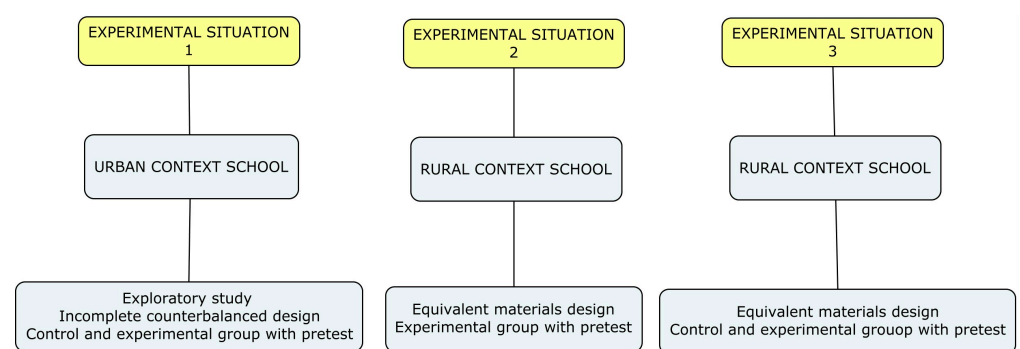 EXPERIMENTAL SITUATION
1
URBAN CONTEXT SCHOOL
Exploratory study
Incomplete counterbalanced design
Control and experimental group with pretest
EXPERIMENTAL SITUATION
2
RURAL CONTEXT SCHOOL
Equivalent materials design
Experimental group with pretest
EXPERIMENTAL SITUATION
3
RURAL CONTEXT SCHOOL
Equivalent materials design
Control and experimental grouop with pretest